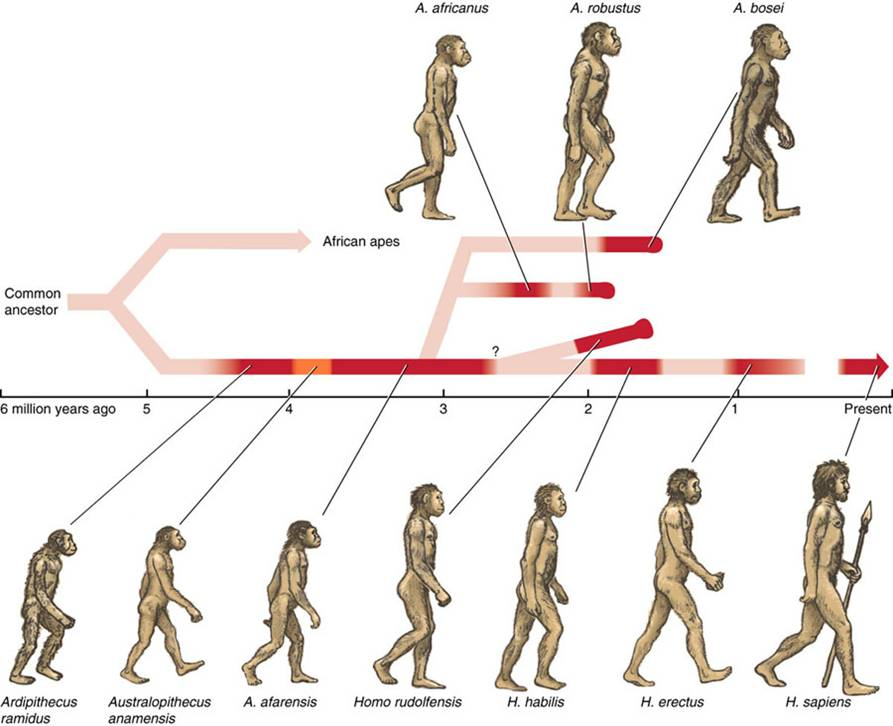 A. africanus
A. robustus
A. bosei
African apes
Common
ancestor
?
6 million years ago
5
4
3
2
1
Present
Ardipithecus
ramidus
Australopithecus
anamensis
A. afarensis
Homo rudolfensis
H. habilis
H. erectus
H. sapiens